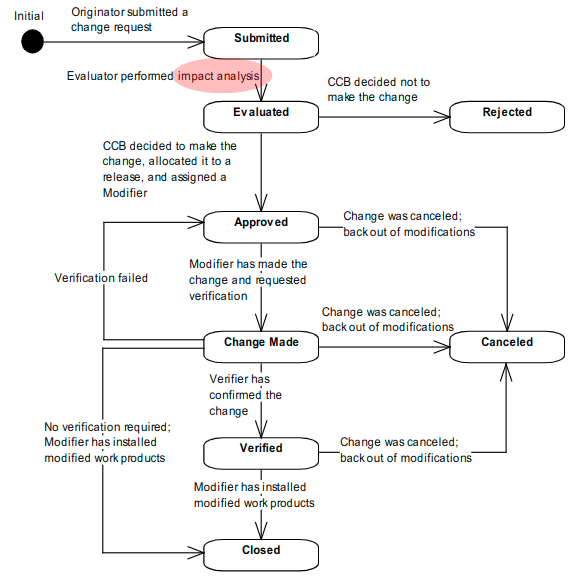 Initial
Originator submitted a
change request
Submitted
Evaluator performed impact analysis
Evaluated
CCB decided not to
make the change
Rejected
CCB decided to make the
change, allocated it to a
release, and assigned a
Modifier
Approved
Change was canceled;
back out of modifications
Verification failed
Modifier has made the
change and requested
verification
Change Made
Change was canceled;
back out of modifications
Canceled
Verifier has
confirmed the
change
No verification required;
Modifier has installed
modified work products
Verified
Change was canceled;
back out of modifications
Modifier has installed
modified work products
Closed